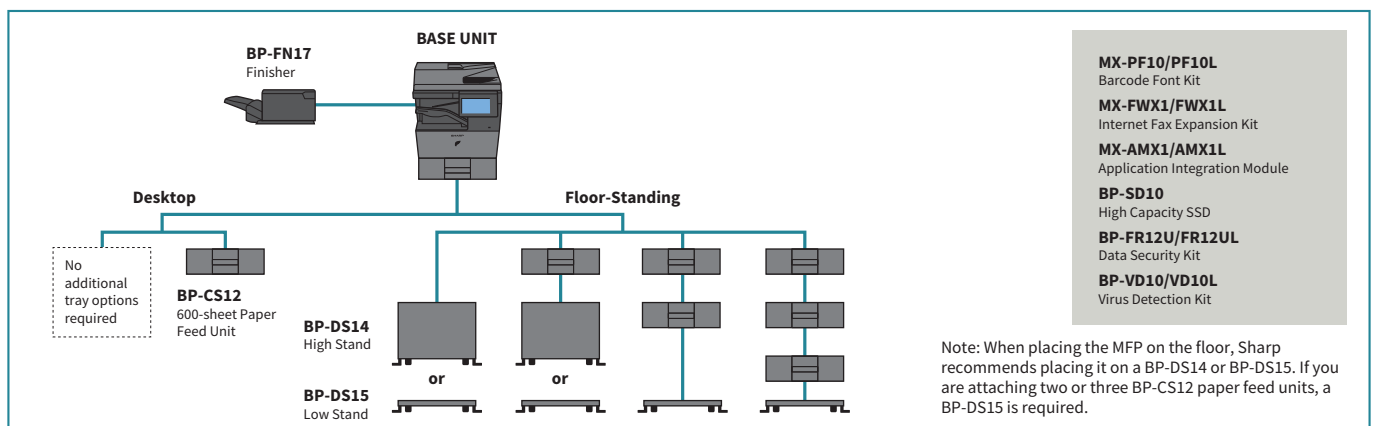 BASE UNIT
BP-FN17
Finisher
SHARP
Desktop
Floor-Standing
No
additional
tray options
required
BP-CS12
600-sheet Paper
Feed Unit
BP-DS14
High Stand
or
or
BP-DS15
Low Stand
MX-PF10/PF10L
Barcode Font Kit
MX-FWX1/FWX1L
Internet Fax Expansion Kit
MX-AMX1/AMX1L
Application Integration Module
BP-SD10
High Capacity SSD
BP-FR12U/FR12UL
Data Security Kit
BP-VD10/VD10L
Virus Detection Kit
Note: When placing the MFP on the floor, Sharp
recommends placing it on a BP-DS14 or BP-DS15. If you
are attaching two or three BP-CS12 paper feed units, a
BP-DS15 is required.